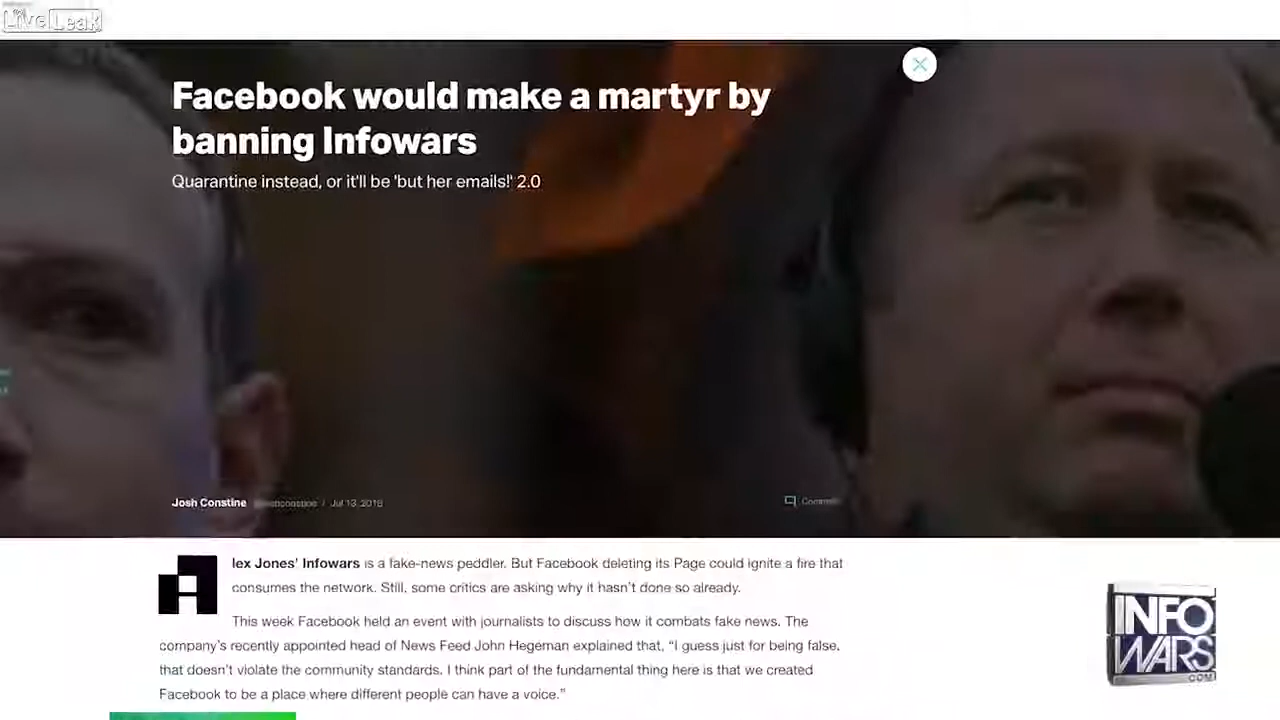 LiveLeak
Facebook would make a martyr by
banning Infowars
Quarantine instead, or it'll be 'but her emails!' 2.0
Josh Constine / Jul 13, 2018
Alex Jones' Infowars is a fake-news peddler. But Facebook deleting its Page could ignite a fire that
consumes the network. Still, some critics are asking why it hasn't done so already.
This week Facebook held an event with journalists to discuss how it combats fake news. The
company's recently appointed head of News Feed John Hegeman explained that, “I guess just for being false,
that doesn't violate the community standards. I think part of the fundamental thing here is that we created
Facebook to be a place where different people can have a voice.”
INFO
WARS
.COM